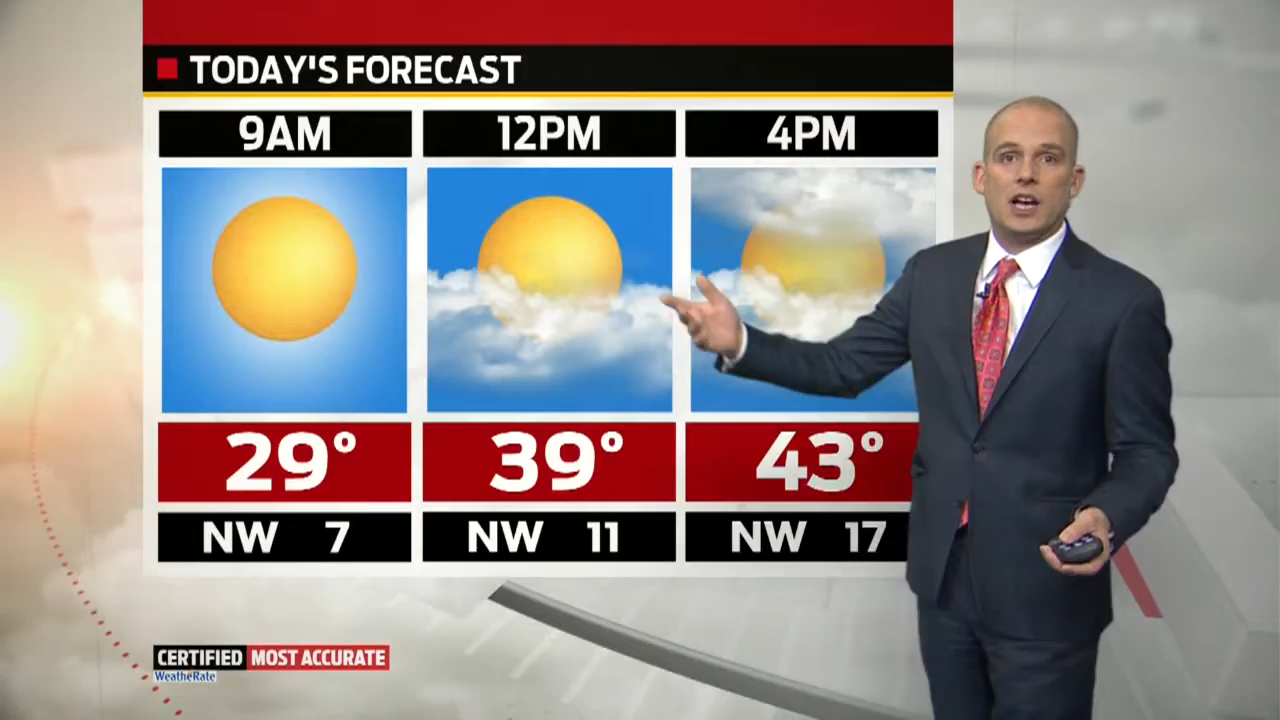 TODAY'S FORECAST
9AM 12PM 4PM
29° 39° 43°
NW 7 NW 11 NW 17
CERTIFIED MOST ACCURATE
WeatheRate